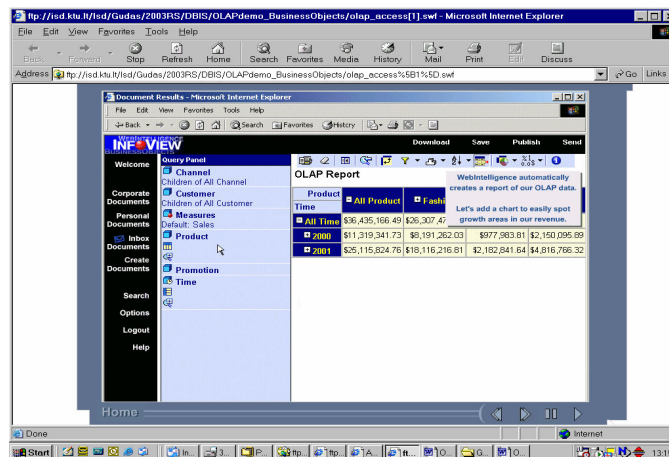 ftp://isd.ktu.lt/Isd/Gudas/2003RS/DBIS/OLAPdemo_BusinessObjects/olap_access[1].swf - Microsoft Internet Explorer
File Edit View Favorites Tools Help
Back Forward Stop Refresh Home Search Favorites Media History Mail Print Edit Discuss
Address ftp://isd.ktu.lt/Isd/Gudas/2003RS/DBIS/OLAPdemo_BusinessObjects/olap_access%5B1%5D.swf Go Links
Document Results - Microsoft Internet Explorer
File Edit View Favorites Tools Help
Back Search Favorites History
WEBINTELLIGENCE
INFOVIEW
BUSINESSOBJECTS
Download Save Publish Send
Welcome
Corporate Documents
Personal Documents
Inbox Documents
Create Documents
Search
Options
Logout
Help
Query Panel
Channel
Children of All Channel
Customer
Children of All Customer
Measures
Default: Sales
Product
Promotion
Time
OLAP Report
WebIntelligence automatically
creates a report of our OLAP data.
Let's add a chart to easily spot
growth areas in our revenue.
Product All Product
Time
All Time $36,435,166.49
2000 $11,319,341.73 $8,191,262.03 $977,983.81 $2,150,095.89
2001 $25,115,824.76 $18,116,216.81 $2,182,841.64 $4,816,766.32
Home
Done Internet
Start In... 3... P... ftp... ftp... A... ft... O... G... O...